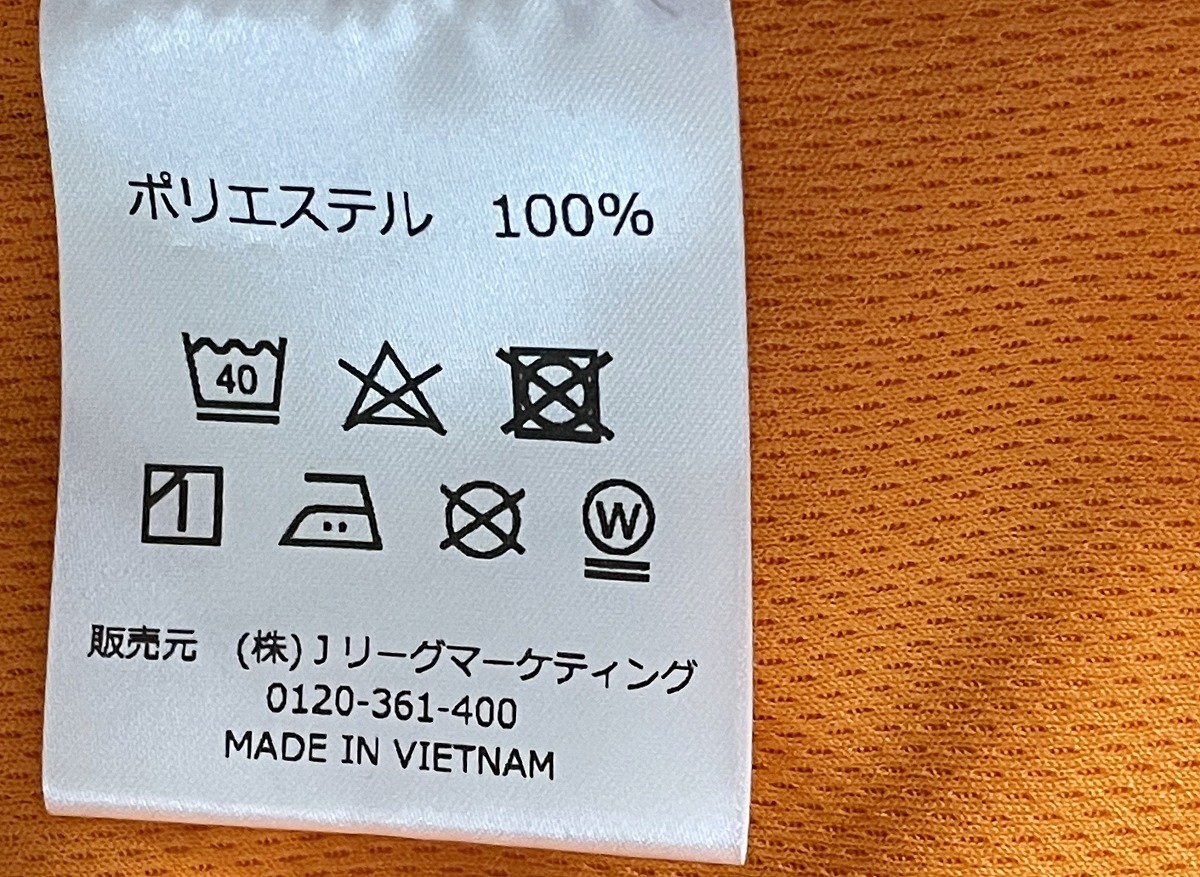 ポリエステル 100%
40
W
販売元 (株)Jリーグマーケティング
0120-361-400
MADE IN VIETNAM